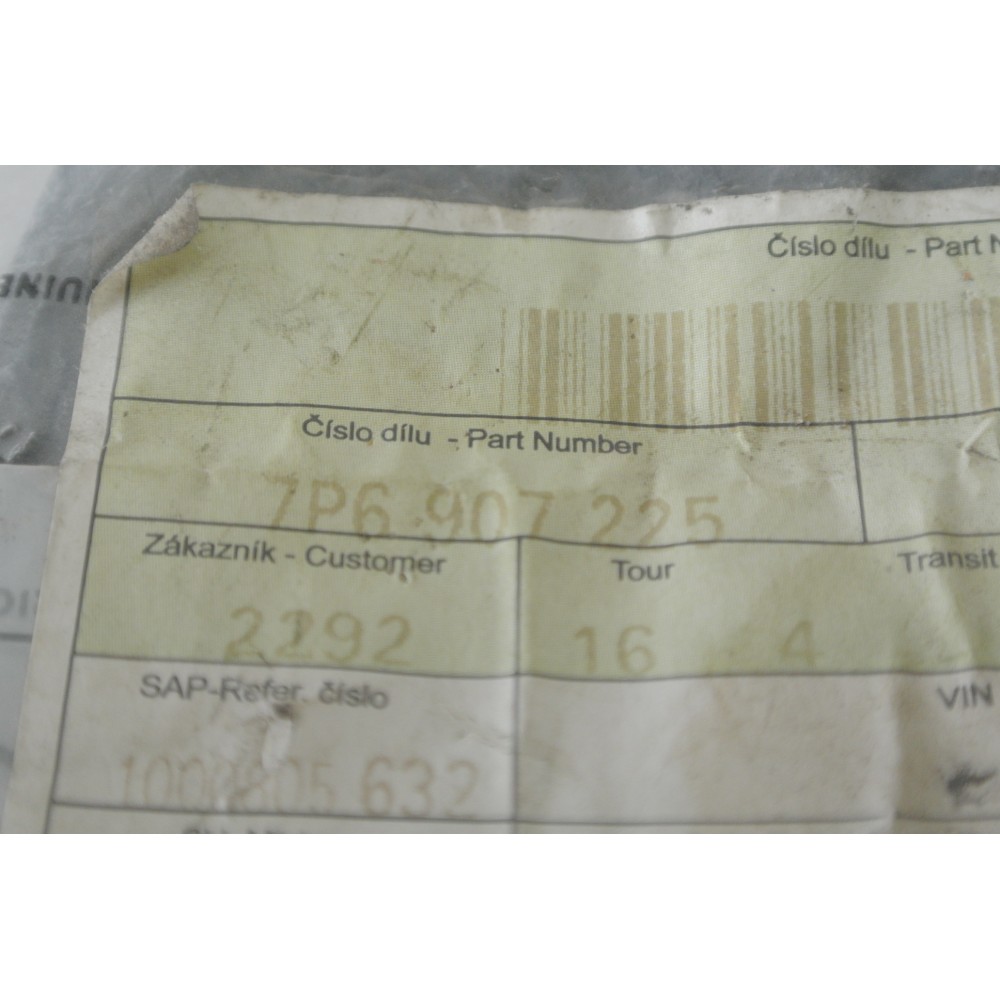 Číslo dílu - Part
Číslo dílu - Part Number
7P6 907 225
Zákazník - Customer Tour Transit
2292 16 4
SAP-Refer. číslo VIN
632